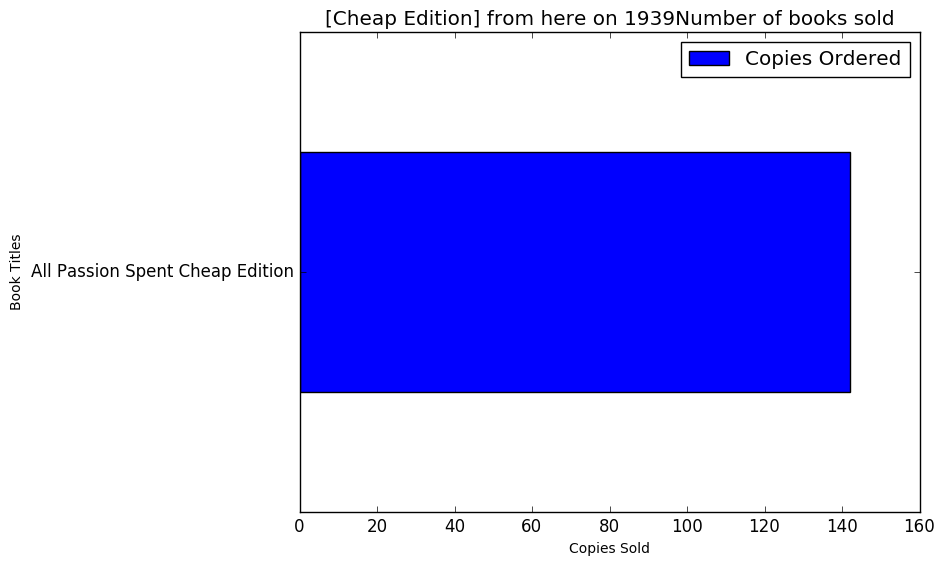 [Cheap Edition] from here on 1939Number of books sold
Copies Ordered
Book Titles
All Passion Spent Cheap Edition
0 20 40 60 80 100 120 140 160
Copies Sold